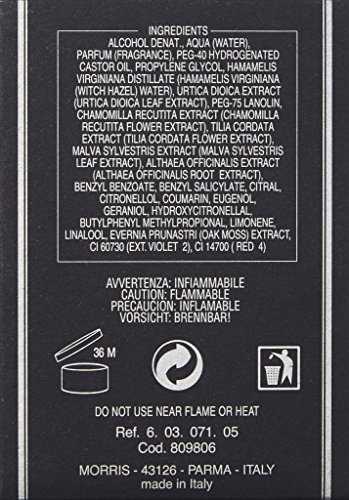 INGREDIENTS
ALCOHOL DENAT., AQUA (WATER),
PARFUM (FRAGRANCE), PEG-40 HYDROGENATED
CASTOR OIL, PROPYLENE GLYCOL, HAMAMELIS
VIRGINIANA DISTILLATE (HAMAMELIS VIRGINIANA
(WITCH HAZEL) WATER), URTICA DIOICA EXTRACT
(URTICA DIOICA LEAF EXTRACT), PEG-75 LANOLIN,
CHAMOMILLA RECUTITA EXTRACT (CHAMOMILLA
RECUTITA FLOWER EXTRACT), TILIA CORDATA
EXTRACT (TILIA CORDATA FLOWER EXTRACT),
MALVA SYLVESTRIS EXTRACT (MALVA SYLVESTRIS
LEAF EXTRACT), ALTHAEA OFFICINALIS EXTRACT
(ALTHAEA OFFICINALIS ROOT EXTRACT),
BENZYL BENZOATE, BENZYL SALICYLATE, CITRAL,
CITRONELLOL, COUMARIN, EUGENOL,
GERANIOL, HYDROXYCITRONELLAL,
BUTYLPHENYL METHYLPROPIONAL, LIMONENE,
LINALOOL, EVERNIA PRUNASTRI (OAK MOSS) EXTRACT,
CI 60730 (EXT. VIOLET 2), CI 14700 ( RED 4)
AVVERTENZA: INFIAMMABILE
CAUTION: FLAMMABLE
PRECAUCION: INFLAMABLE
VORSICHT: BRENNBAR!
36 M
DO NOT USE NEAR FLAME OR HEAT
Ref. 6. 03. 071. 05
Cod. 809806
MORRIS - 43126 - PARMA - ITALY
made in Italy